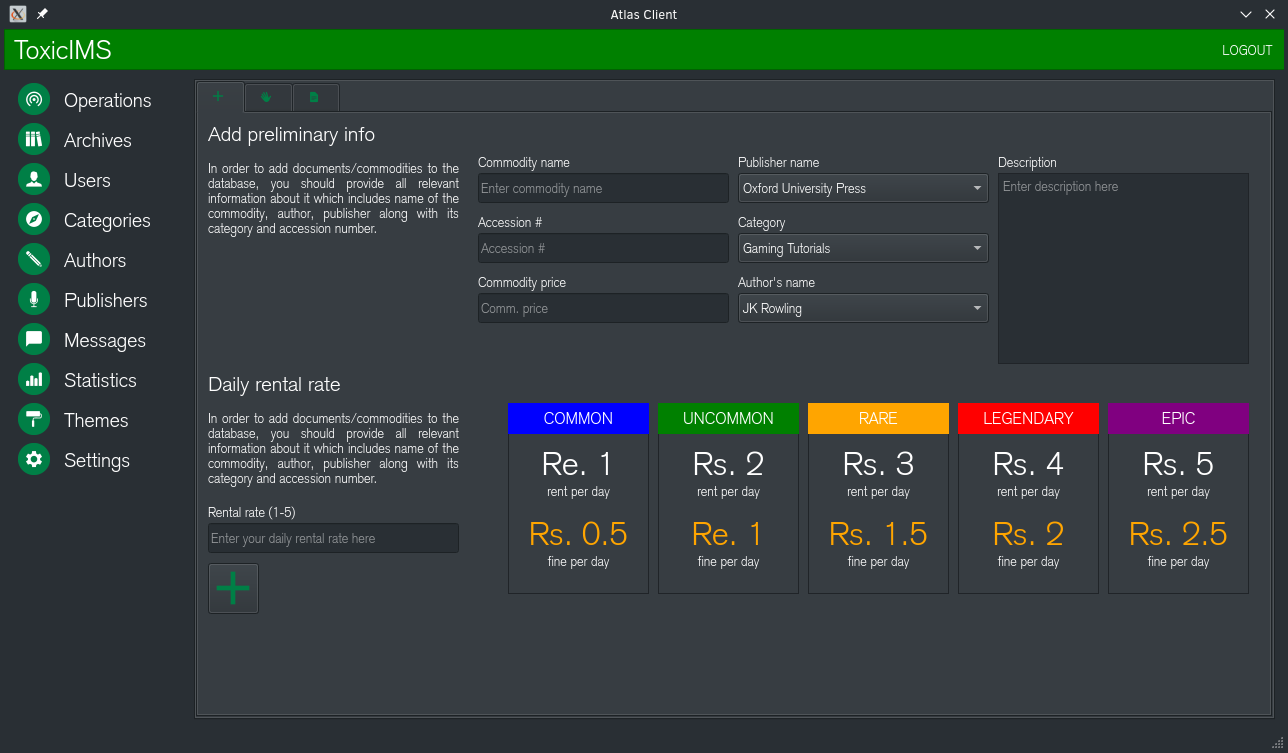 Atlas Client
ToxicIMS
LOGOUT
Operations
Archives
Users
Categories
Authors
Publishers
Messages
Statistics
Themes
Settings
Add preliminary info
In order to add documents/commodities to the
database, you should provide all relevant
information about it which includes name of the
commodity, author, publisher along with its
category and accession number.
Commodity name
Enter commodity name
Accession #
Accession #
Commodity price
Comm. price
Publisher name
Oxford University Press
Category
Gaming Tutorials
Author's name
JK Rowling
Description
Enter description here
Daily rental rate
In order to add documents/commodities to the
database, you should provide all relevant
information about it which includes name of the
commodity, author, publisher along with its
category and accession number.
Rental rate (1-5)
Enter your daily rental rate here
COMMON
Re. 1
rent per day
Rs. 0.5
fine per day
UNCOMMON
Rs. 2
rent per day
Re. 1
fine per day
RARE
Rs. 3
rent per day
Rs. 1.5
fine per day
LEGENDARY
Rs. 4
rent per day
Rs. 2
fine per day
EPIC
Rs. 5
rent per day
Rs. 2.5
fine per day